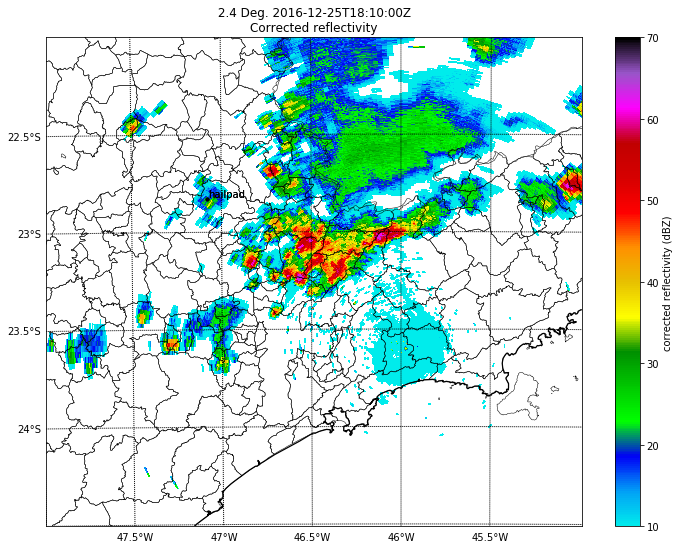 2.4 Deg. 2016-12-25T18:10:00Z
Corrected reflectivity
22.5°S
23°S
23.5°S
24°S
47.5°W
47°W
46.5°W
46°W
45.5°W
hailpad
70
60
50
40
30
20
10
corrected reflectivity (dBZ)